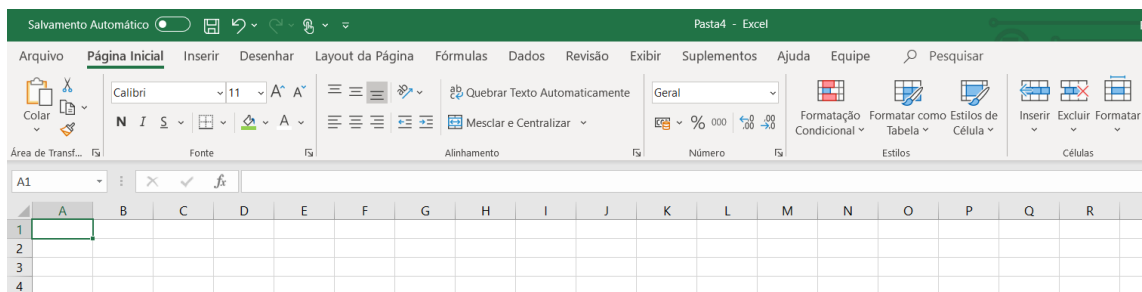 Salvamento Automático Pasta4 - Excel
Arquivo Página Inicial Inserir Desenhar Layout da Página Fórmulas Dados Revisão Exibir Suplementos Ajuda Equipe Pesquisar
Colar Calibri 11 A A Quebrar Texto Automaticamente Geral Formatação Condicional Formatar como Tabela Estilos de Célula Inserir Excluir Formatar
N I S A Mesclar e Centralizar % 000
Área de Transf... Fonte Alinhamento Número Estilos Células
A1 fx
A B C D E F G H I J K L M N O P Q R
1
2
3
4